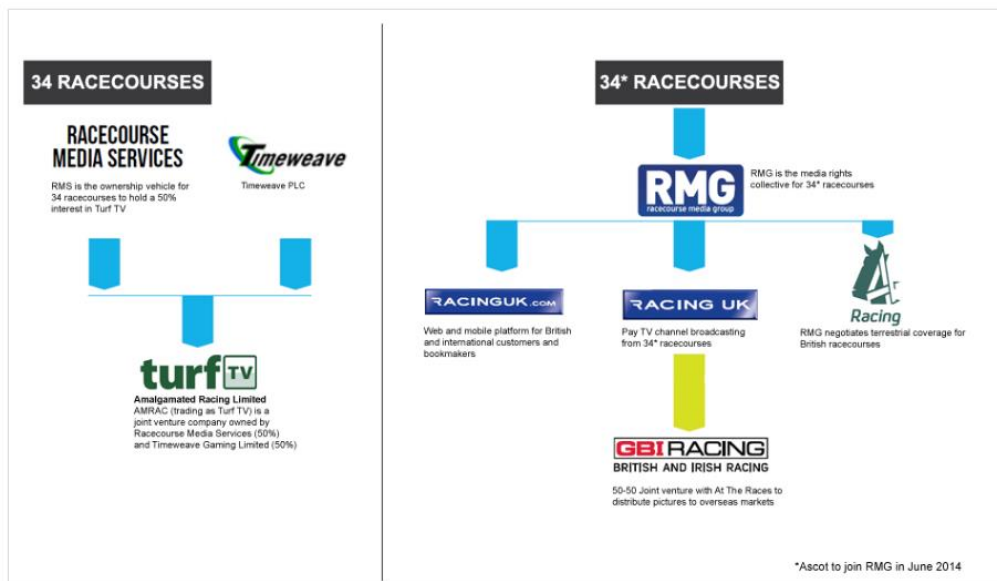 34 RACECOURSES
RACECOURSE
MEDIA SERVICES
RMS is the ownership vehicle for
34 racecourses to hold a 50%
interest in Turf TV
Timeweave
Timeweave PLC
turf TV
Amalgamated Racing Limited
AMRAC (trading as Turf TV) is a
joint venture company owned by
Racecourse Media Services (50%)
and Timeweave Gaming Limited (50%)
34* RACECOURSES
RMG
racecourse media group
RMG is the media rights
collective for 34* racecourses
RACINGUK.COM
Web and mobile platform for British
and international customers and
bookmakers
RACING UK
Pay TV channel broadcasting
from 34* racecourses
4
Racing
RMG negotiates terrestrial coverage for
British racecourses
GBI RACING
BRITISH AND IRISH RACING
50-50 Joint venture with At The Races to
distribute pictures to overseas markets
*Ascot to join RMG in June 2014